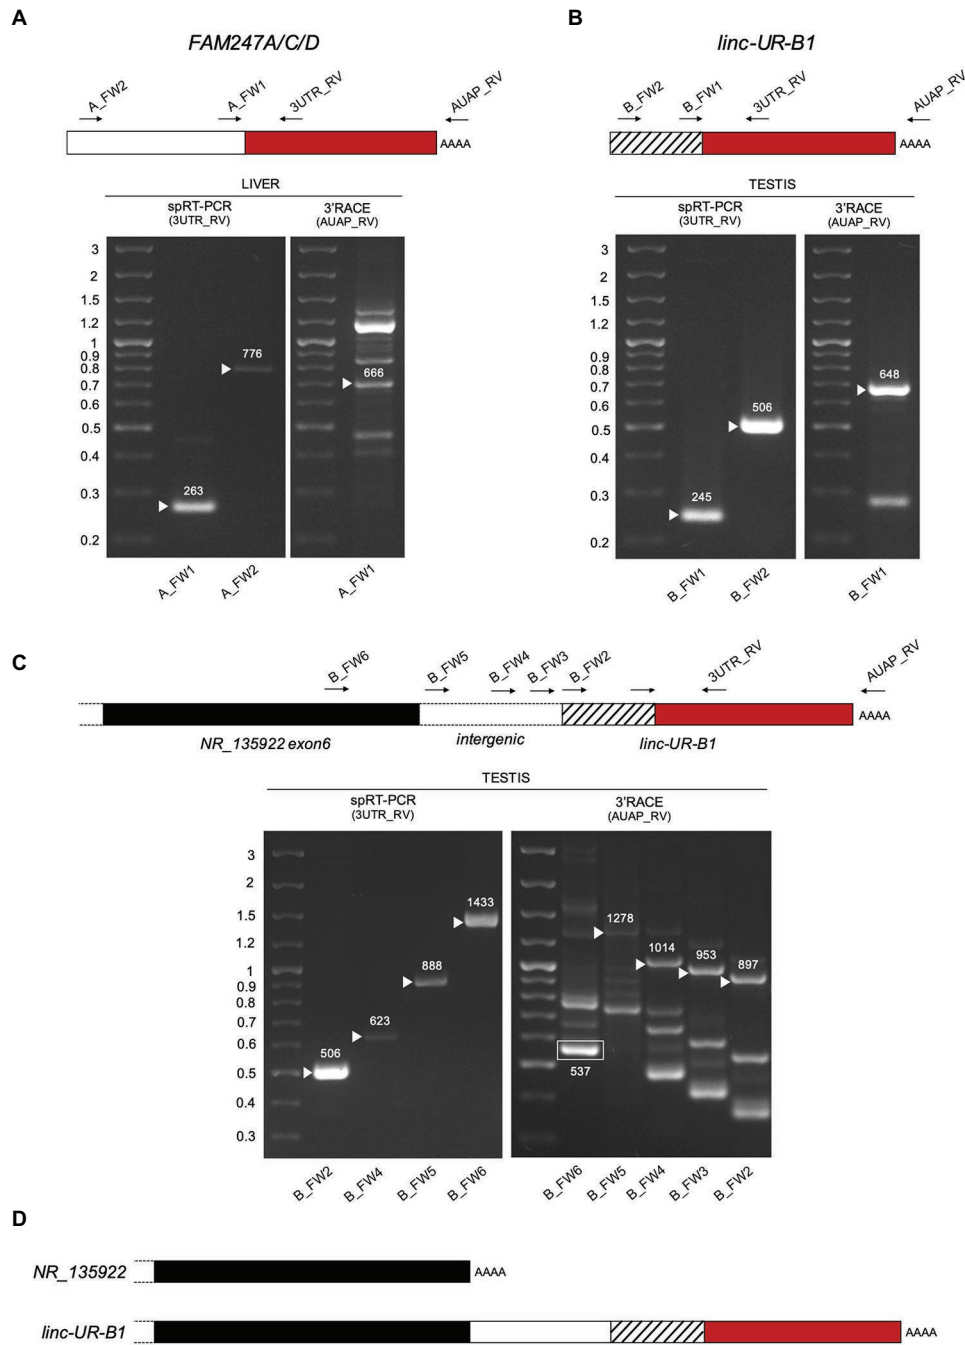 A
FAM247A/C/D
A_FW2
A_FW1
3UTR_RV
AUAP_RV
AAAA
LIVER
spRT-PCR
(3UTR_RV)
3'RACE
(AUAP_RV)
3
2
1.5
1.2
1
0.9
0.8
0.7
0.6
0.5
0.4
0.3
0.2
776
666
263
A_FW1
A_FW2
A_FW1
B
linc-UR-B1
B_FW2
B_FW1
3UTR_RV
AUAP_RV
AAAA
TESTIS
spRT-PCR
(3UTR_RV)
3'RACE
(AUAP_RV)
3
2
1.5
1.2
1
0.9
0.8
0.7
0.6
0.5
0.4
0.3
0.2
648
506
245
B_FW1
B_FW2
B_FW1
C
B_FW6
B_FW5
B_FW4
B_FW3
B_FW2
3UTR_RV
AUAP_RV
AAAA
NR_135922 exon6
intergenic
linc-UR-B1
TESTIS
spRT-PCR
(3UTR_RV)
3'RACE
(AUAP_RV)
3
2
1.5
1.2
1
0.9
0.8
0.7
0.6
0.5
0.4
0.3
506
623
888
1433
537
1278
1014
953
897
B_FW2
B_FW4
B_FW5
B_FW6
B_FW6
B_FW5
B_FW4
B_FW3
B_FW2
D
NR_135922
AAAA
linc-UR-B1
AAAA